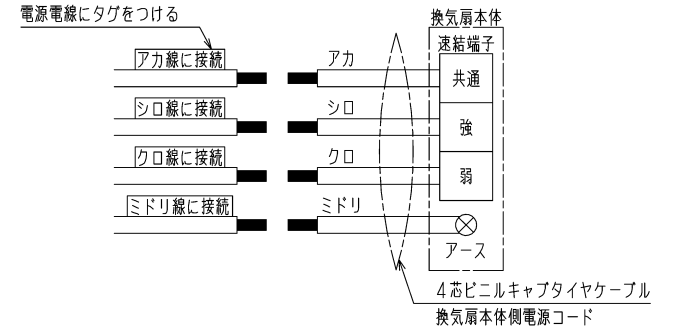 電源電線にタグをつける
換気扇本体
速結端子
アカ線に接続
アカ
共通
シロ線に接続
シロ
強
クロ線に接続
クロ
弱
ミドリ線に接続
ミドリ
アース
4芯ビニルキャブタイヤケーブル
換気扇本体側電源コード